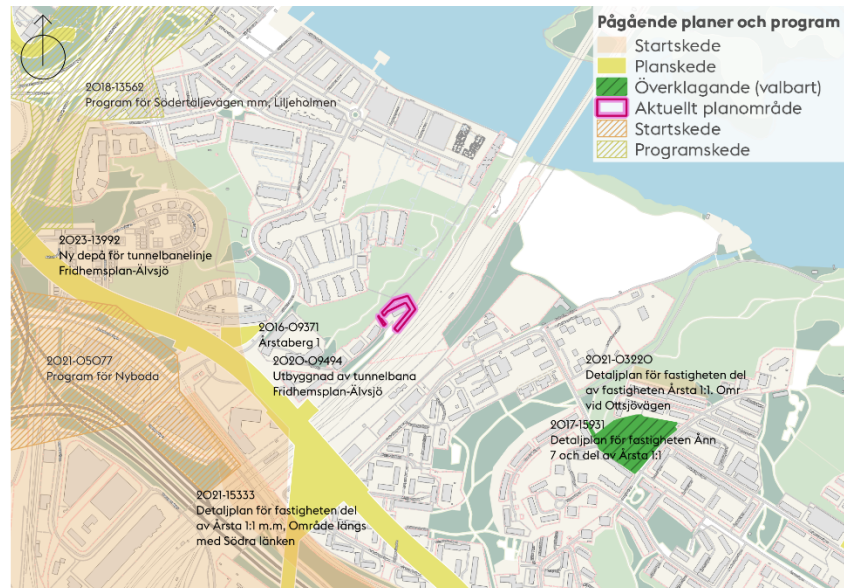 Pågående planer och program
Startskede
Planskede
Överklagande (valbart)
Aktuellt planområde
Startskede
Programskede
2018-13562
Program för Södertäljevägen mm, Liljeholmen
2023-13992
Ny depå för tunnelbanelinje
Fridhemsplan-Älvsjö
2016-09371
Årstaberg 1
2021-05077
Program för Nyboda
2020-09494
Utbyggnad av tunnelbana
Fridhemsplan-Älvsjö
2021-03220
Detaljplan för fastigheten del
av fastigheten Årsta 1:1. Omr
vid Ottsjövägen
2017-15931
Detaljplan för fastigheten Ånn
7 och del av Årsta 1:1
2021-15333
Detaljplan för fastigheten del
av Årsta 1:1 m.m, Område längs
med Södra länken